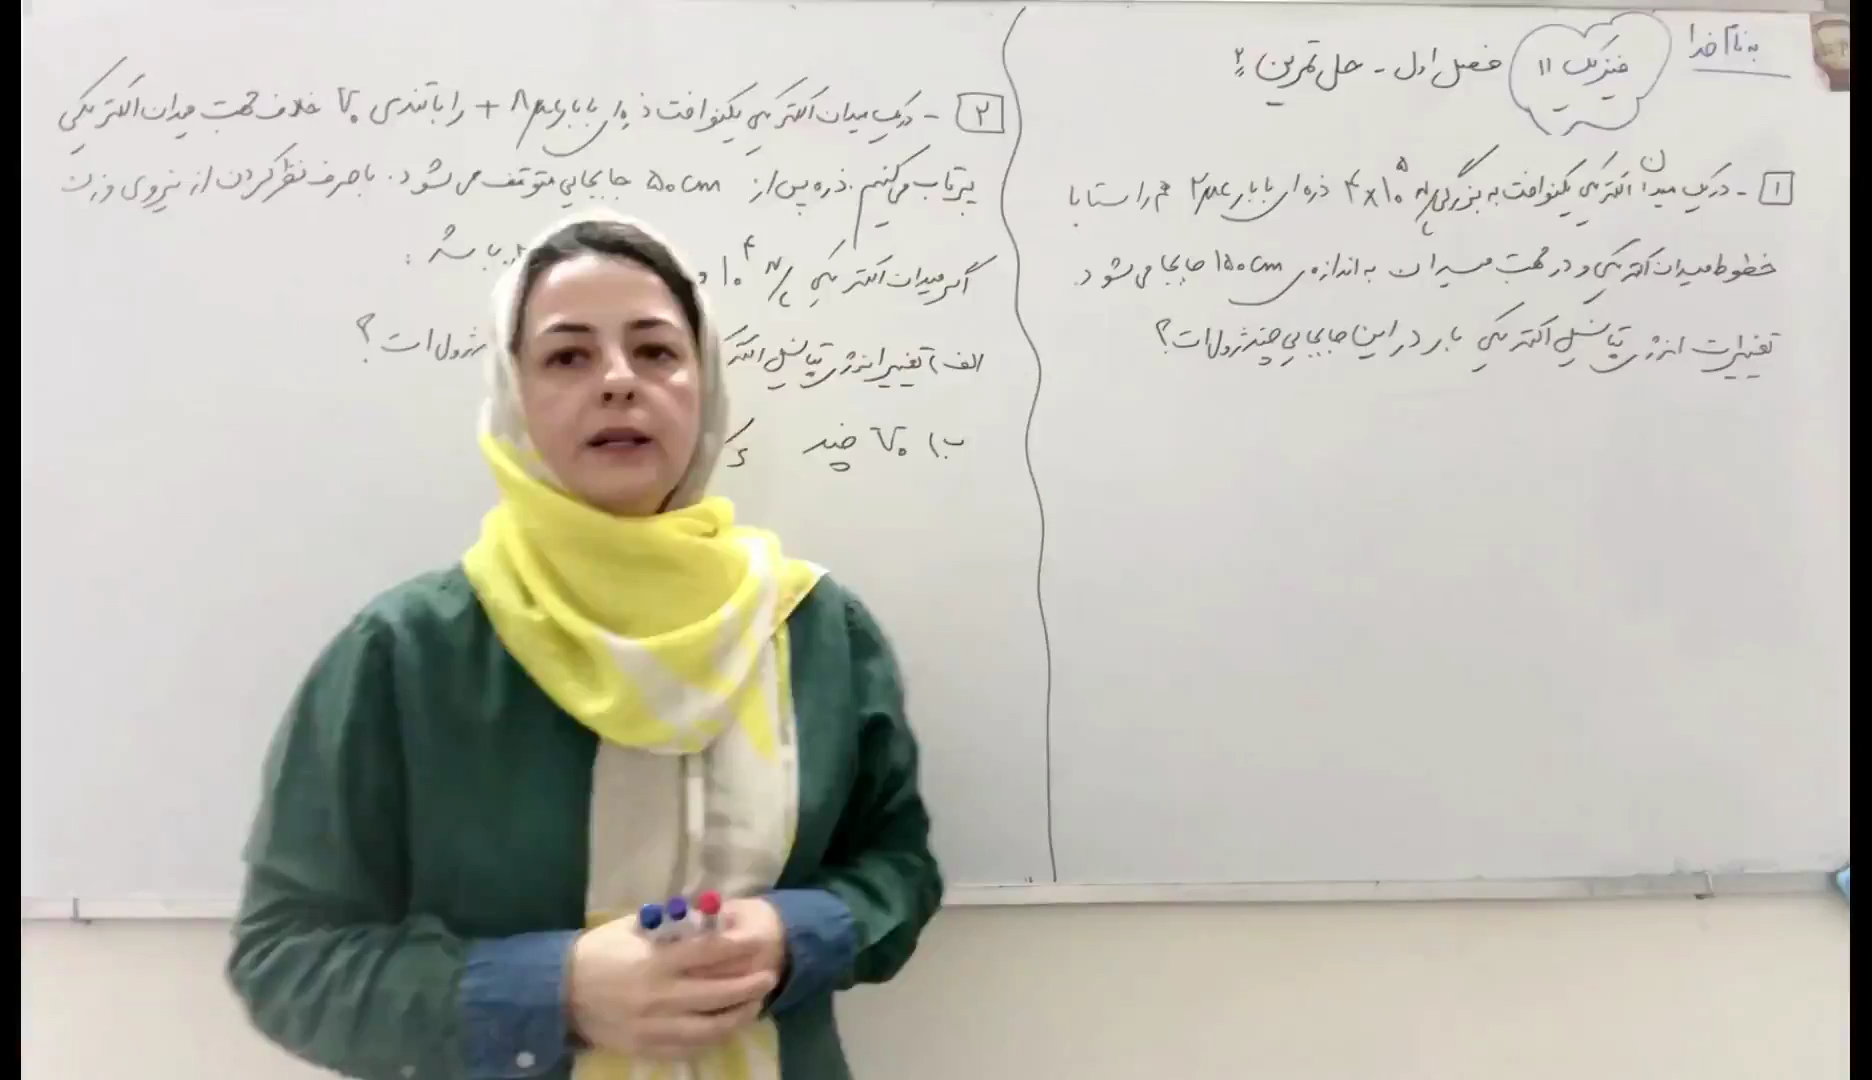 به نام خدا
فیزیک ۱۱
فصل اول - حل تمرین ۲:
۱ - در یک میدان الکتریکی یکنواخت به بزرگی ۴×۱۰^۵ N/C ذره ای با بار ۲μC هم راستا با
خطوط میدان الکتریکی و در جهت میدان به اندازه ی ۱۵۰cm جابجا می شود.
تغییرات انرژی پتانسیل الکتریکی بار در این جابجایی چند ژول است؟
۲ - در یک میدان الکتریکی یکنواخت ذره ای با بار +۸μC را با تندی V₀ خلاف جهت میدان الکتریکی
پرتاب می کنیم. ذره پس از ۵۰cm جابجایی متوقف می شود. با صرف نظر کردن از نیروی وزن
اگر میدان الکتریکی ۱۰^۴ N/C باشد:
الف) تغییر انرژی پتانسیل ژول است؟
ب) V₀ چند